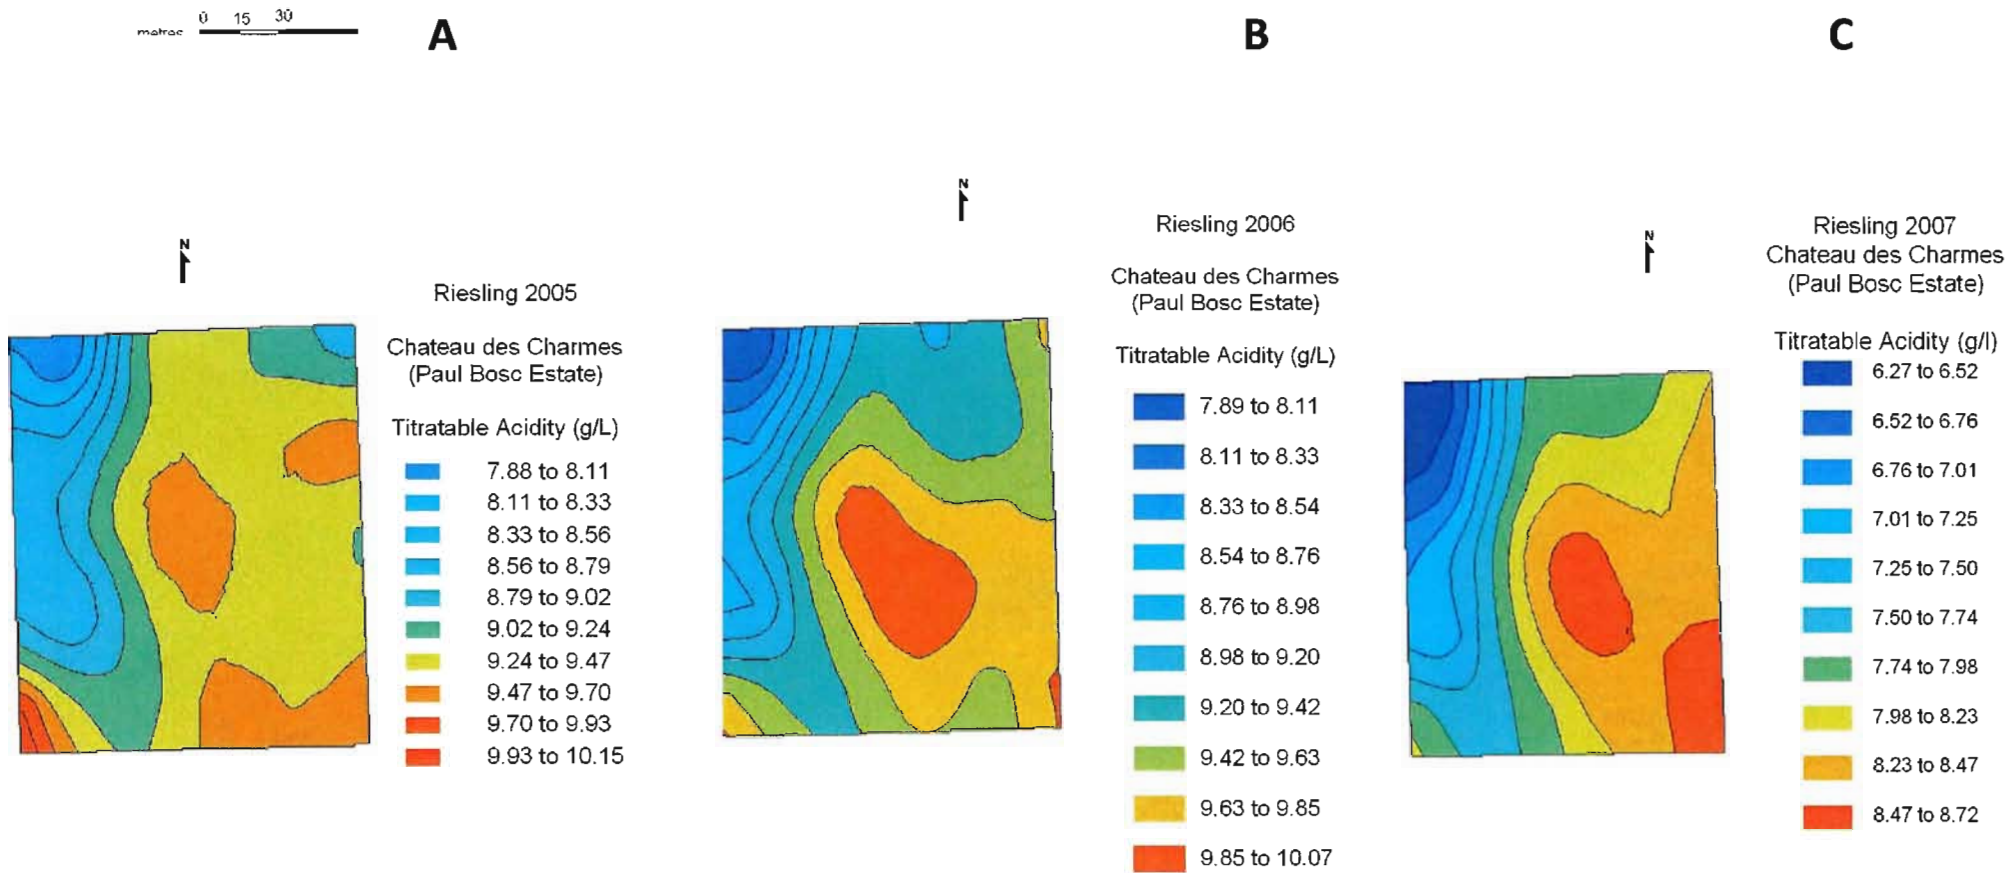 0 15 30
metres
A
B
C
N
Riesling 2005
Chateau des Charmes
(Paul Bosc Estate)
Titratable Acidity (g/L)
7.88 to 8.11
8.11 to 8.33
8.33 to 8.56
8.56 to 8.79
8.79 to 9.02
9.02 to 9.24
9.24 to 9.47
9.47 to 9.70
9.70 to 9.93
9.93 to 10.15
N
Riesling 2006
Chateau des Charmes
(Paul Bosc Estate)
Titratable Acidity (g/L)
7.89 to 8.11
8.11 to 8.33
8.33 to 8.54
8.54 to 8.76
8.76 to 8.98
8.98 to 9.20
9.20 to 9.42
9.42 to 9.63
9.63 to 9.85
9.85 to 10.07
N
Riesling 2007
Chateau des Charmes
(Paul Bosc Estate)
Titratable Acidity (g/l)
6.27 to 6.52
6.52 to 6.76
6.76 to 7.01
7.01 to 7.25
7.25 to 7.50
7.50 to 7.74
7.74 to 7.98
7.98 to 8.23
8.23 to 8.47
8.47 to 8.72